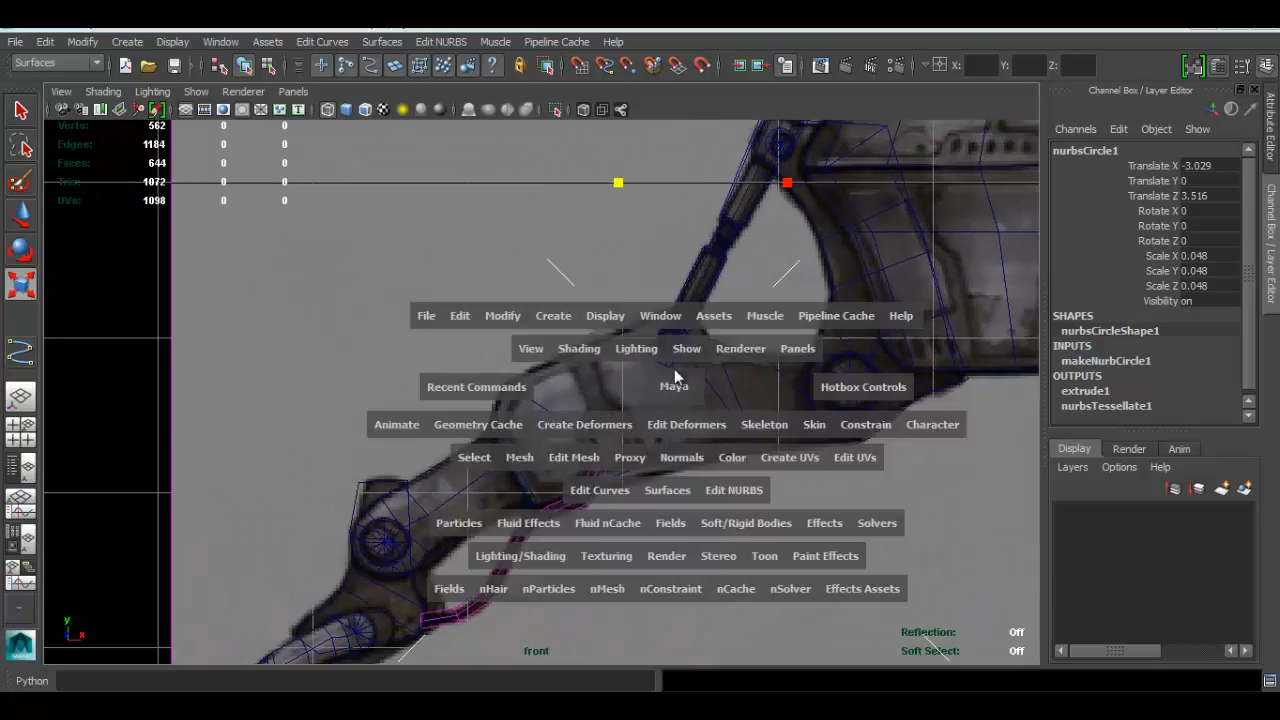 File Edit Modify Create Display Window Assets Surfaces Edit Curves Edit NURBS Muscle Pipeline Cache Help
Surfaces X: Y: Z:
View Shading Lighting Show Renderer Panels Channel Box / Layer Editor
Verts: 562 0 0
Edges: 1184 0 0
Faces: 644 0 0
Tris: 1072 0 0
UVs: 1098 0 0
Channels Edit Object Show
nurbsCircle1
Translate X -3.029
Translate Y 0
Translate Z 3.516
Rotate X 0
Rotate Y 0
Rotate Z 0
Scale X 0.048
Scale Y 0.048
Scale Z 0.048
Visibility on
SHAPES
nurbsCircleShape1
INPUTS
makeNurbCircle1
OUTPUTS
extrude1
nurbsTessellate1
Attribute Editor
Channel Box / Layer Editor
File Edit Modify Create Display Window Assets Muscle Pipeline Cache Help
View Shading Lighting Show Renderer Panels
Recent Commands Maya Hotbox Controls
Animate Geometry Cache Create Deformers Edit Deformers Skeleton Skin Constrain Character
Select Mesh Edit Mesh Proxy Normals Color Create UVs Edit UVs
Edit Curves Surfaces Edit NURBS
Particles Fluid Effects Fluid nCache Fields Soft/Rigid Bodies Effects Solvers
Lighting/Shading Texturing Render Stereo Toon Paint Effects
Fields nHair nParticles nMesh nConstraint nCache nSolver Effects Assets
Display Render Anim
Layers Options Help
Reflection: Off
Soft Select: Off
front
y
x
Python